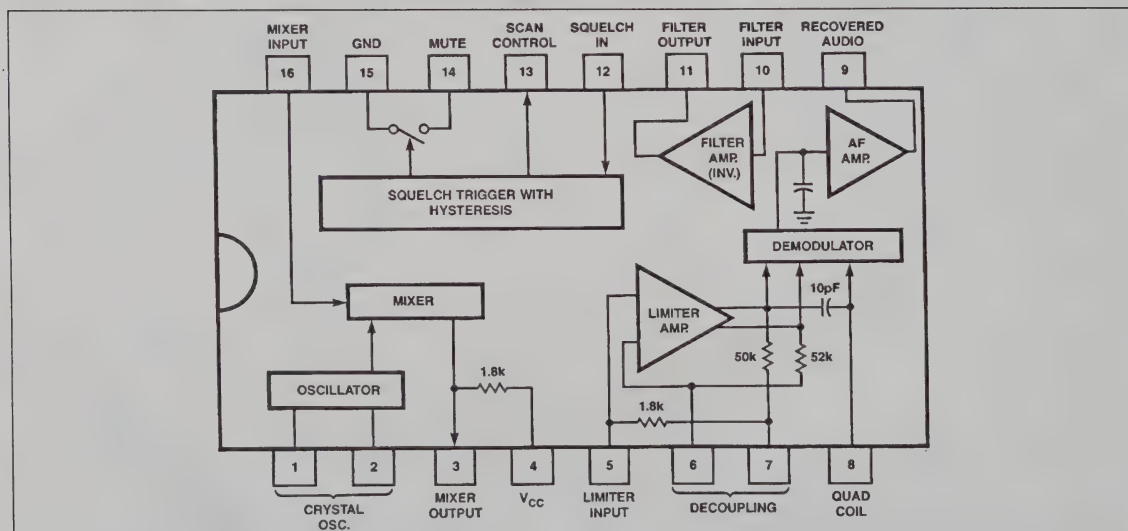 MIXER INPUT
GND
MUTE
SCAN CONTROL
SQUELCH IN
FILTER OUTPUT
FILTER INPUT
RECOVERED AUDIO
16
15
14
13
12
11
10
9
SQUELCH TRIGGER WITH
HYSTERESIS
FILTER
AMP.
(INV.)
AF
AMP.
DEMODULATOR
MIXER
LIMITER
AMP.
10pF
50k
52k
OSCILLATOR
1.8k
1.8k
1
2
3
4
5
6
7
8
CRYSTAL
OSC.
MIXER
OUTPUT
VCC
LIMITER
INPUT
DECOUPLING
QUAD
COIL